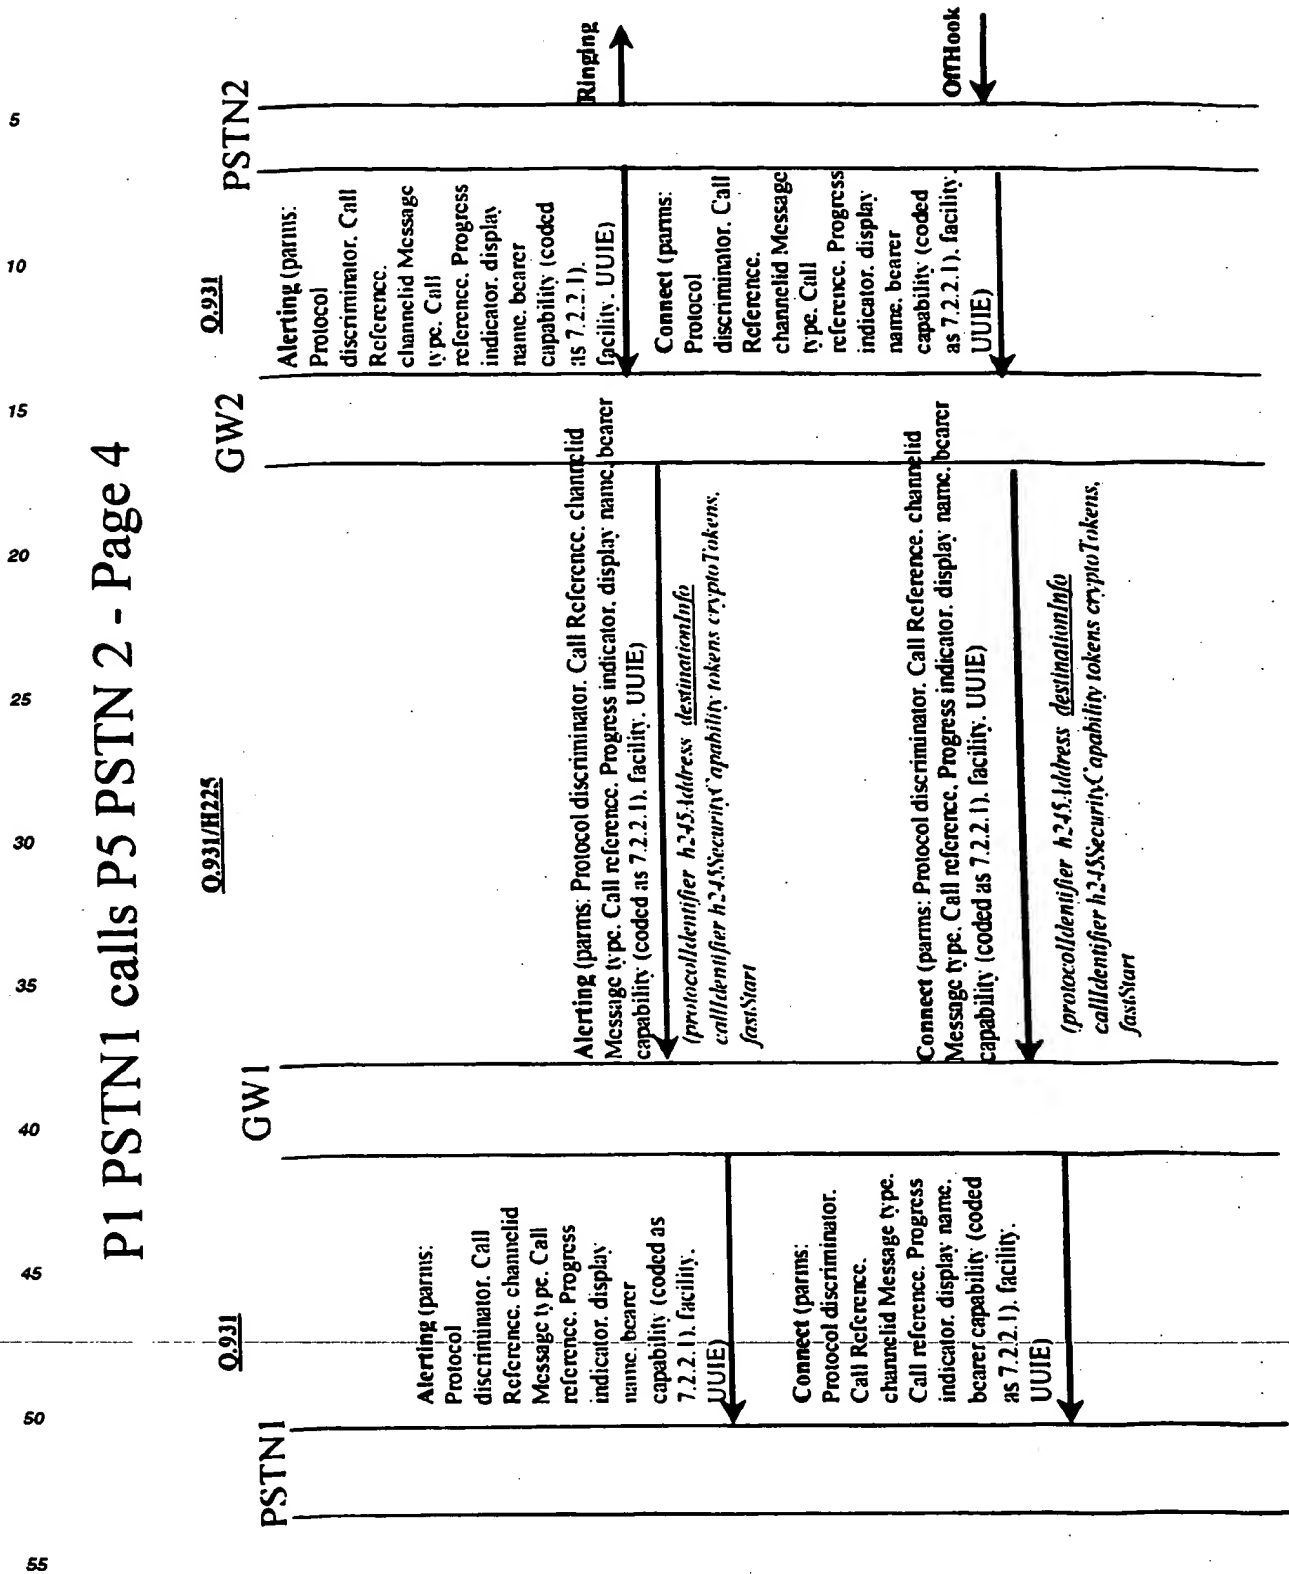 5
10
15
20
25
30
35
40
45
50
55
P1 PSTN1 calls P5 PSTN 2 - Page 4
Q.931
Q.931/H225
Q.931
PSTN1
GW1
GW2
PSTN2
Ringing
Alerting (parms:
Protocol
discriminator. Call
Reference.
channelid Message
type. Call
reference. Progress
indicator. display
name. bearer
capability (coded
as 7.2.2.1).
facility. UUIE)
Alerting (parms: Protocol discriminator. Call Reference. channelid
Message type. Call reference. Progress indicator. display name. bearer
capability (coded as 7.2.2.1). facility. UUIE)
(protocolIdentifier h245Address destinationInfo
callIdentifier h245SecurityCapability tokens cryptoTokens,
fastStart
Alerting (parms:
Protocol
discriminator. Call
Reference. channelid
Message type. Call
reference. Progress
indicator. display
name. bearer
capability (coded as
7.2.2.1). facility.
UUIE)
OffHook
Connect (parms:
Protocol
discriminator. Call
Reference.
channelid Message
type. Call
reference. Progress
indicator. display
name. bearer
capability (coded
as 7.2.2.1). facility.
UUIE)
Connect (parms: Protocol discriminator. Call Reference. channelid
Message type. Call reference. Progress indicator. display name. bearer
capability (coded as 7.2.2.1). facility. UUIE)
(protocolIdentifier h245Address destinationInfo
callIdentifier h245SecurityCapability tokens cryptoTokens,
fastStart
Connect (parms:
Protocol discriminator.
Call Reference.
channelid Message type.
Call reference. Progress
indicator. display name.
bearer capability (coded
as 7.2.2.1). facility.
UUIE)